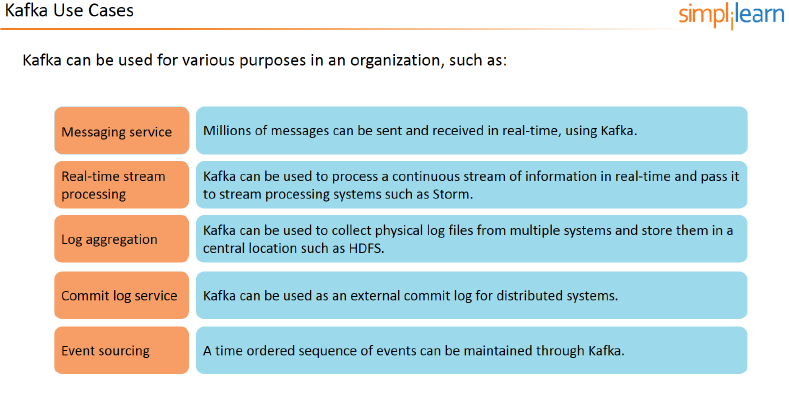 Kafka Use Cases
simplilearn
Kafka can be used for various purposes in an organization, such as:
Messaging service
Millions of messages can be sent and received in real-time, using Kafka.
Real-time stream
processing
Kafka can be used to process a continuous stream of information in real-time and pass it
to stream processing systems such as Storm.
Log aggregation
Kafka can be used to collect physical log files from multiple systems and store them in a
central location such as HDFS.
Commit log service
Kafka can be used as an external commit log for distributed systems.
Event sourcing
A time ordered sequence of events can be maintained through Kafka.